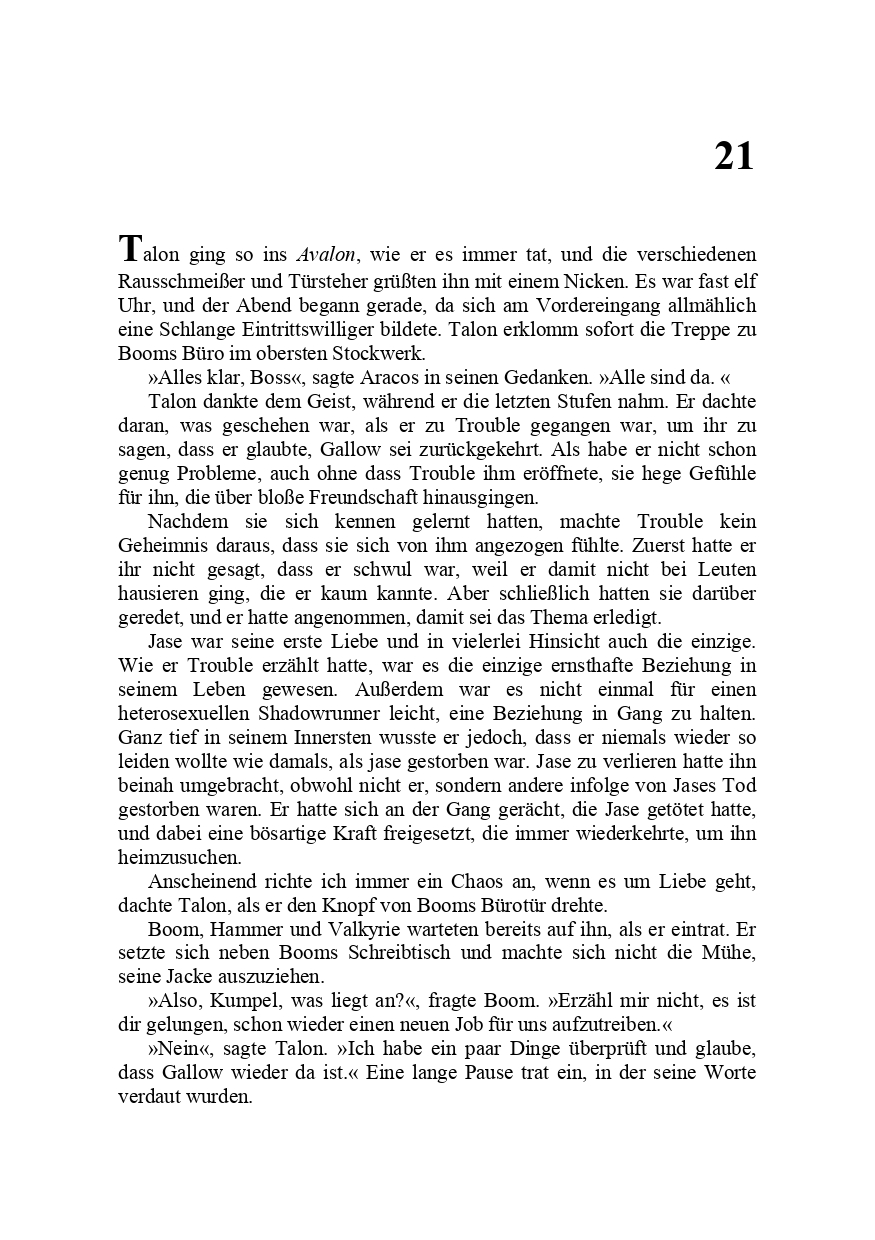 21
Talon ging so ins Avalon, wie er es immer tat, und die verschiedenen
Rausschmeißer und Türsteher grüßten ihn mit einem Nicken. Es war fast elf
Uhr, und der Abend begann gerade, da sich am Vordereingang allmählich
eine Schlange Eintrittswilliger bildete. Talon erklomm sofort die Treppe zu
Booms Büro im obersten Stockwerk.
»Alles klar, Boss«, sagte Aracos in seinen Gedanken. »Alle sind da. «
Talon dankte dem Geist, während er die letzten Stufen nahm. Er dachte
daran, was geschehen war, als er zu Trouble gegangen war, um ihr zu
sagen, dass er glaubte, Gallow sei zurückgekehrt. Als habe er nicht schon
genug Probleme, auch ohne dass Trouble ihm eröffnete, sie hege Gefühle
für ihn, die über bloße Freundschaft hinausgingen.
Nachdem sie sich kennen gelernt hatten, machte Trouble kein
Geheimnis daraus, dass sie sich von ihm angezogen fühlte. Zuerst hatte er
ihr nicht gesagt, dass er schwul war, weil er damit nicht bei Leuten
hausieren ging, die er kaum kannte. Aber schließlich hatten sie darüber
geredet, und er hatte angenommen, damit sei das Thema erledigt.
Jase war seine erste Liebe und in vielerlei Hinsicht auch die einzige.
Wie er Trouble erzählt hatte, war es die einzige ernsthafte Beziehung in
seinem Leben gewesen. Außerdem war es nicht einmal für einen
heterosexuellen Shadowrunner leicht, eine Beziehung in Gang zu halten.
Ganz tief in seinem Innersten wusste er jedoch, dass er niemals wieder so
leiden wollte wie damals, als jase gestorben war. Jase zu verlieren hatte ihn
beinah umgebracht, obwohl nicht er, sondern andere infolge von Jases Tod
gestorben waren. Er hatte sich an der Gang gerächt, die Jase getötet hatte,
und dabei eine bösartige Kraft freigesetzt, die immer wiederkehrte, um ihn
heimzusuchen.
Anscheinend richte ich immer ein Chaos an, wenn es um Liebe geht,
dachte Talon, als er den Knopf von Booms Bürotür drehte.
Boom, Hammer und Valkyrie warteten bereits auf ihn, als er eintrat. Er
setzte sich neben Booms Schreibtisch und machte sich nicht die Mühe,
seine Jacke auszuziehen.
»Also, Kumpel, was liegt an?«, fragte Boom. »Erzähl mir nicht, es ist
dir gelungen, schon wieder einen neuen Job für uns aufzutreiben.«
»Nein«, sagte Talon. »Ich habe ein paar Dinge überprüft und glaube,
dass Gallow wieder da ist.« Eine lange Pause trat ein, in der seine Worte
verdaut wurden.